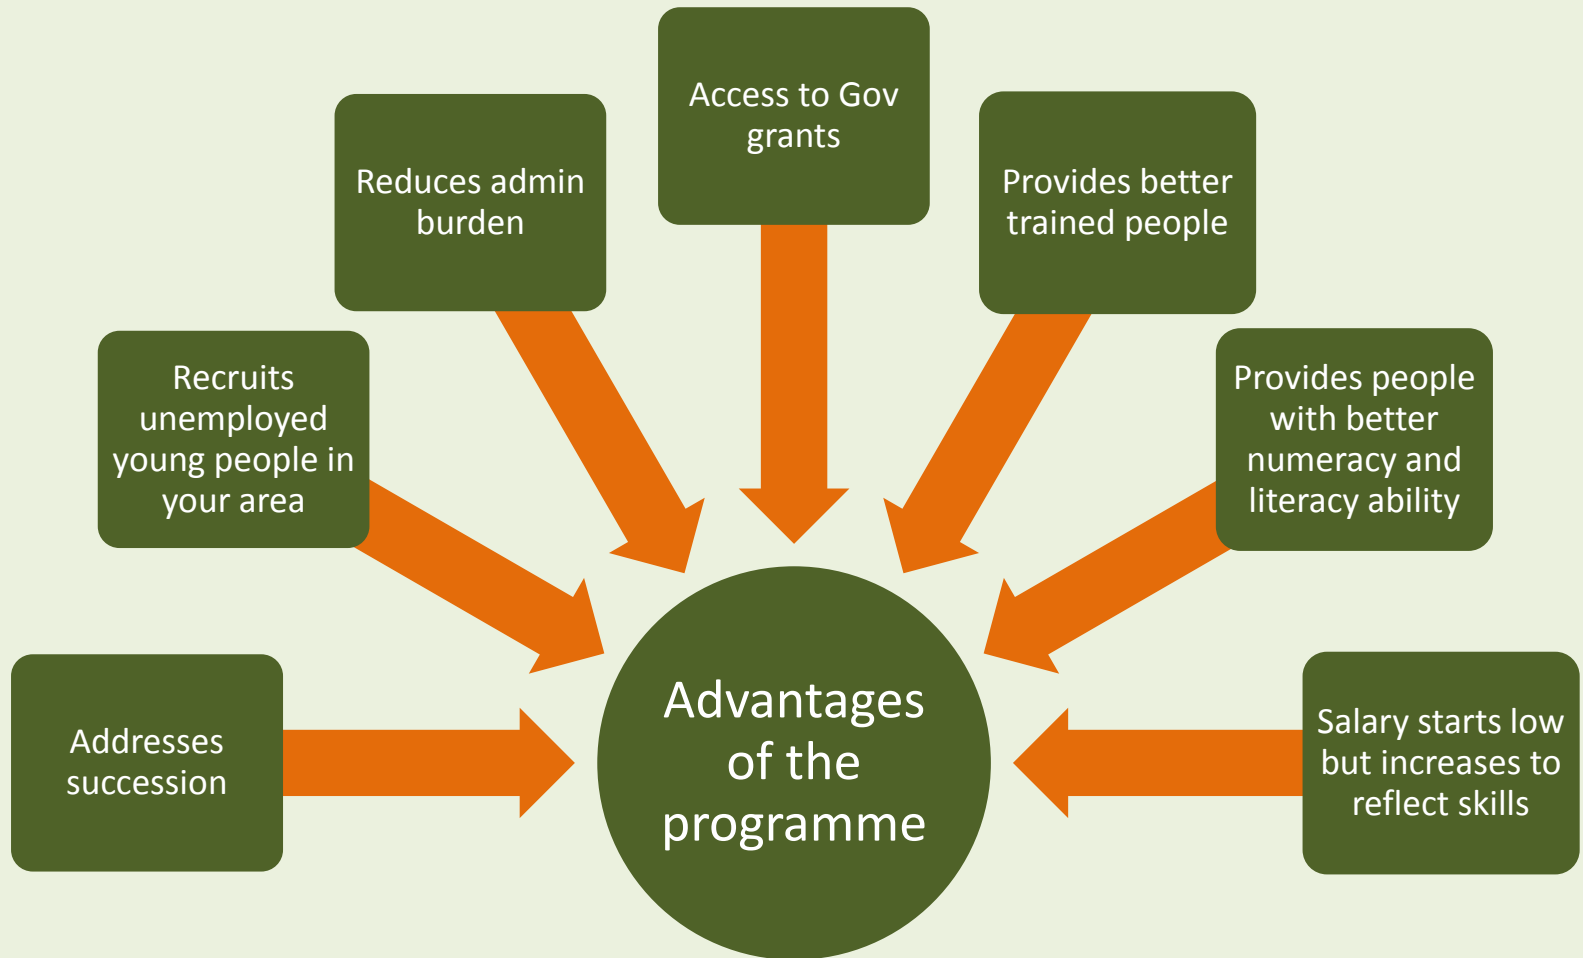 Access to Gov
grants
Reduces admin
burden
Provides better
trained people
Recruits
unemployed
young people in
your area
Provides people
with better
numeracy and
literacy ability
Addresses
succession
Advantages
of the
programme
Salary starts low
but increases to
reflect skills